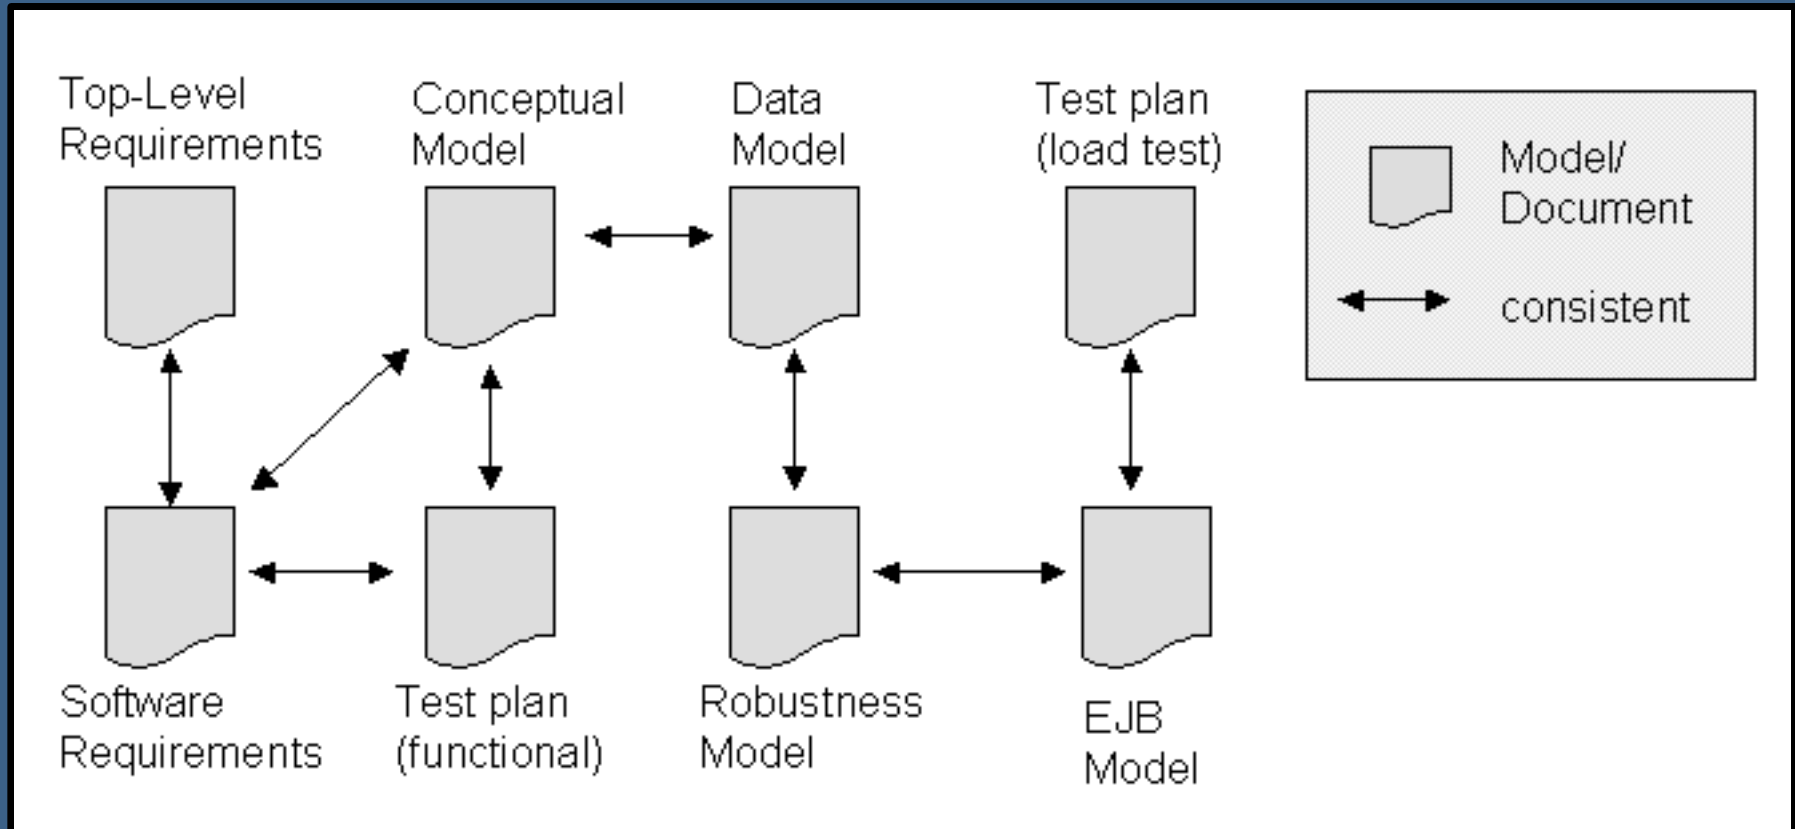 Top-Level
Requirements
Conceptual
Model
Data
Model
Test plan
(load test)
Model/
Document
consistent
Software
Requirements
Test plan
(functional)
Robustness
Model
EJB
Model